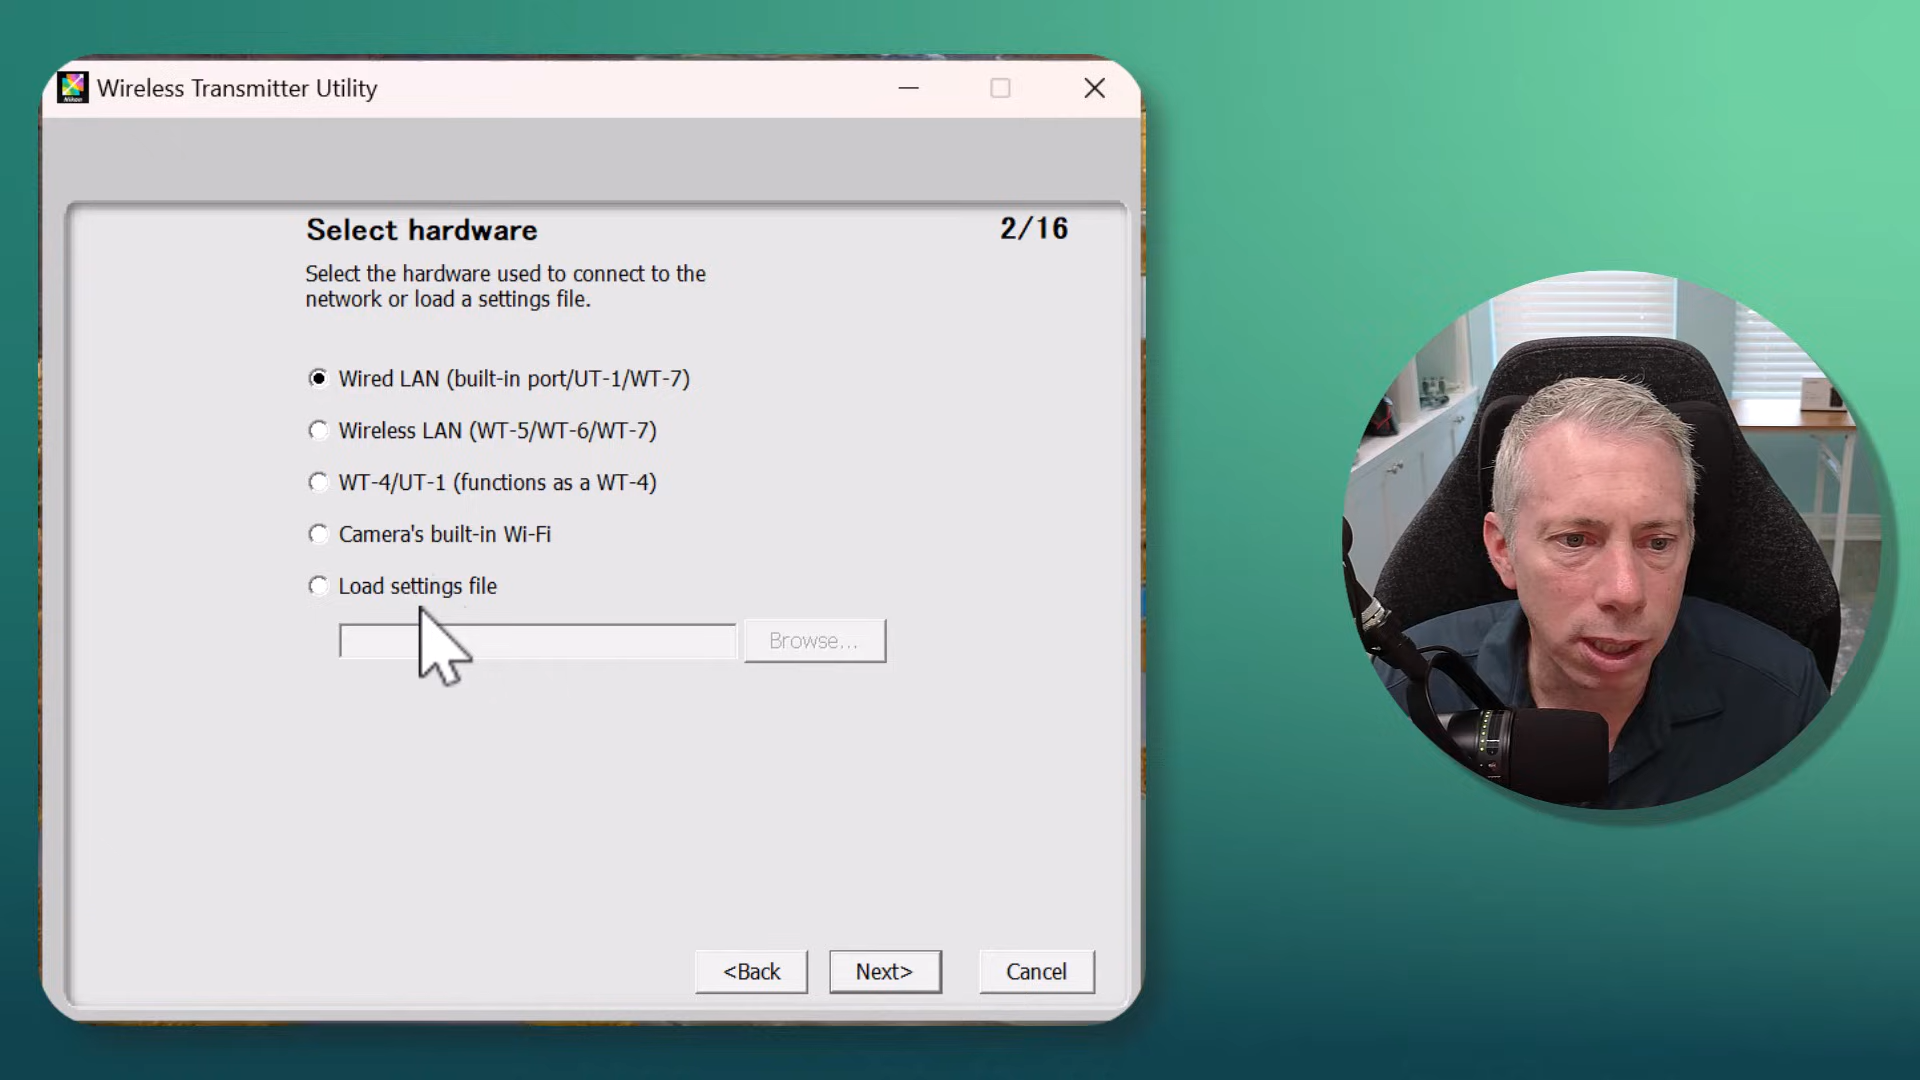 Wireless Transmitter Utility
Select hardware
2/16
Select the hardware used to connect to the
network or load a settings file.
Wired LAN (built-in port/UT-1/WT-7)
Wireless LAN (WT-5/WT-6/WT-7)
WT-4/UT-1 (functions as a WT-4)
Camera's built-in Wi-Fi
Load settings file
Browse...
<Back
Next>
Cancel